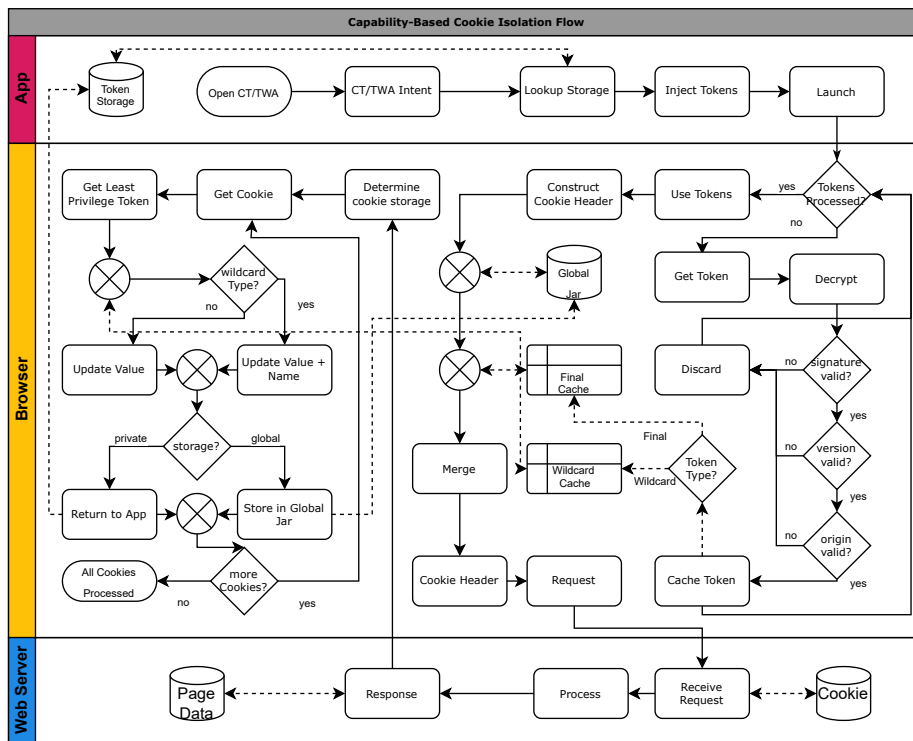 Capability-Based Cookie Isolation Flow
App
Token
Storage
Open CT/TWA
CT/TWA Intent
Lookup Storage
Inject Tokens
Launch
Browser
Get Least
Privilege Token
Get Cookie
Determine
cookie storage
Construct
Cookie Header
Use Tokens
yes
Tokens
Processed?
no
wildcard
Type?
no
yes
Global
Jar
Get Token
Decrypt
Update Value
Update Value +
Name
Final
Cache
Discard
no
signature
valid?
yes
private
storage?
global
Merge
Final
Wildcard
Cache
Wildcard
Token
Type?
no
version
valid?
yes
Return to App
Store in Global
Jar
no
origin
valid?
yes
All Cookies
Processed
no
more
Cookies?
yes
Cookie Header
Request
Cache Token
Web Server
Page
Data
Response
Process
Receive
Request
Cookie